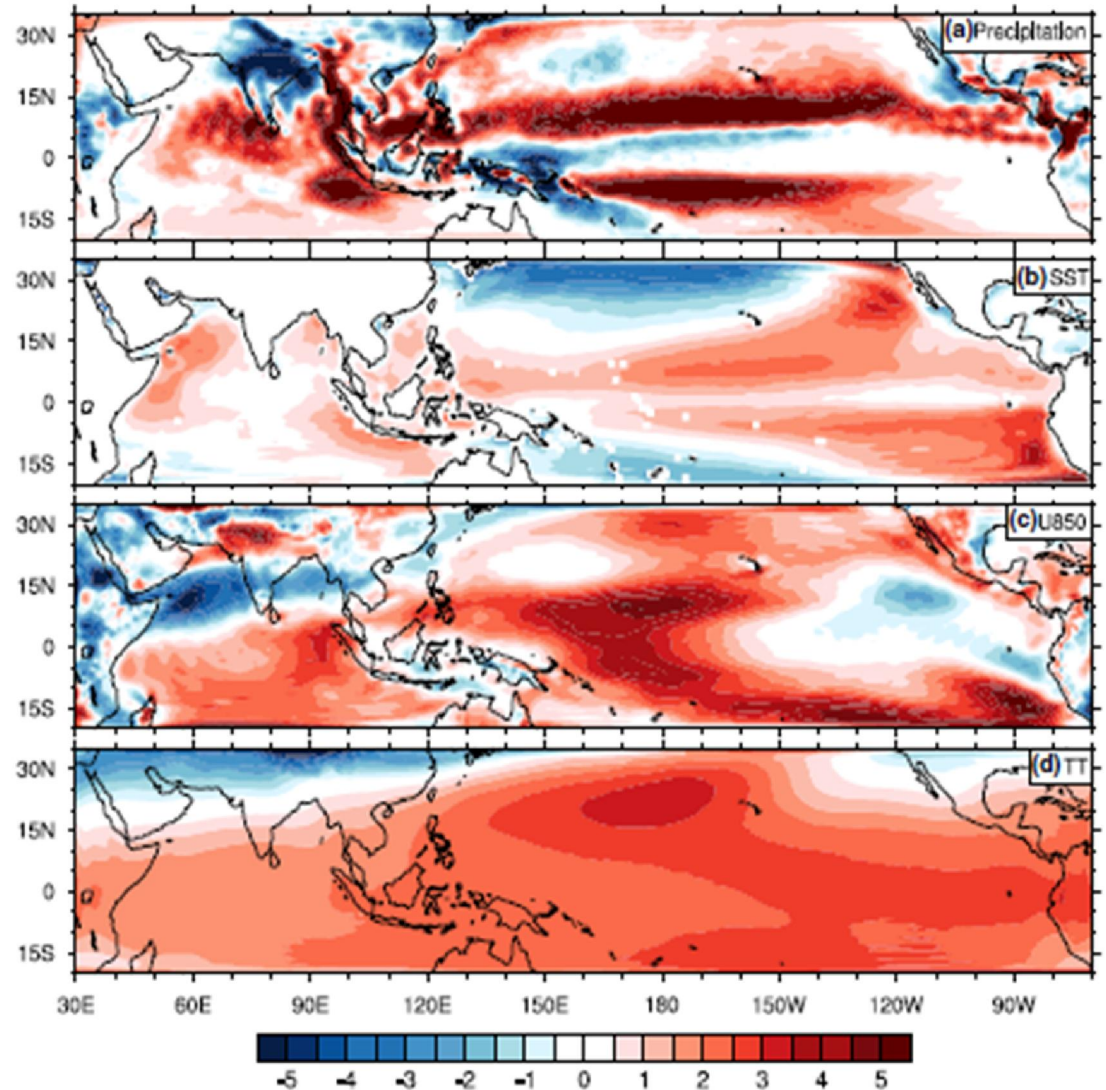 (a)Precipitation
30N
15N
0
15S
(b)SST
30N
15N
0
15S
(c)U850
30N
15N
0
15S
(d)TT
30N
15N
0
15S
30E 60E 90E 120E 150E 180 150W 120W 90W
-5 -4 -3 -2 -1 0 1 2 3 4 5